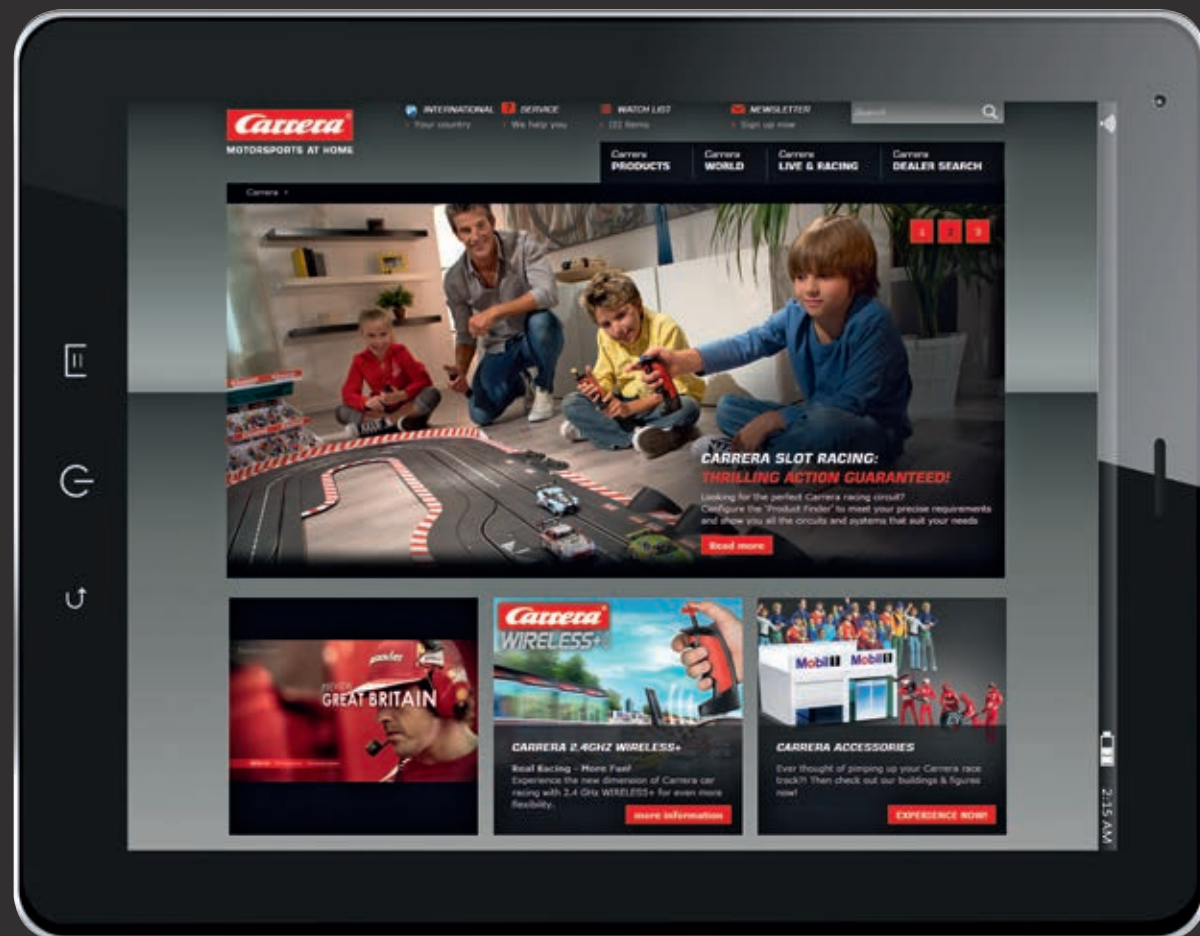 Carrera
MOTORSPORTS AT HOME
INTERNATIONAL
Your country
SERVICE
We help you
WATCH LIST
[0] Items
NEWSLETTER
Sign up now
Search
Carrera
PRODUCTS
Carrera
WORLD
Carrera
LIVE & RACING
Carrera
DEALER SEARCH
Carrera
1 2 3
CARRERA SLOT RACING:
THRILLING ACTION GUARANTEED!
Looking for the perfect Carrera racing circuit?
Configure the 'Product Finder' to meet your precise requirements
and show you all the circuits and systems that suit your needs
Read more
GREAT BRITAIN
Carrera
WIRELESS+
CARRERA 2.4GHZ WIRELESS+
Real Racing - More Fun!
Experience the new dimension of Carrera car
racing with 2.4 GHz WIRELESS+ for even more
flexibility.
more information
Mobil 1 Mobil 1
CARRERA ACCESSORIES
Ever thought of pimping up your Carrera race
track?! Then check out our buildings & figures
now!
EXPERIENCE NOW!
2:15 AM